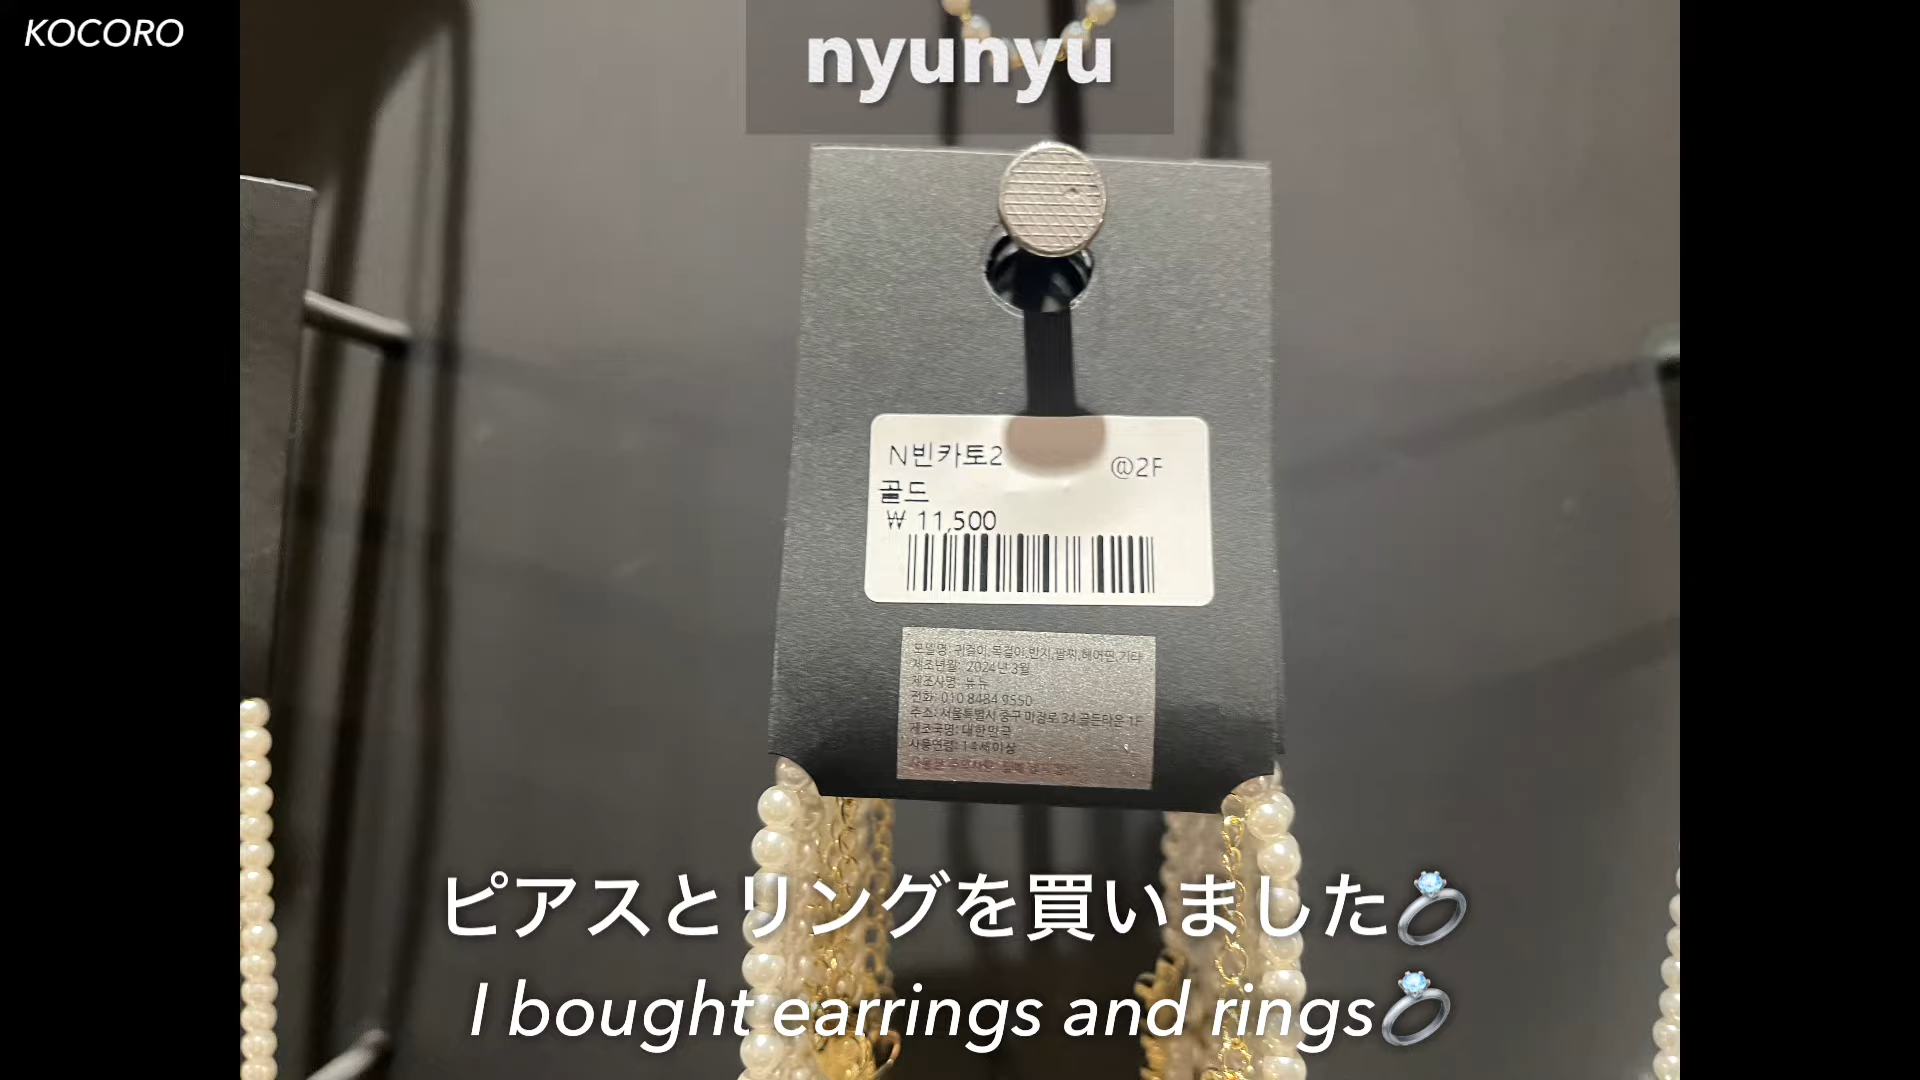 KOCORO
nyunyu
N빈카토2
@2F
골드
₩ 11,500
모델명: 귀걸이,목걸이,반지,팔찌,헤어핀,기타
제조년월: 2024년 3월
제조사명: 뉴뉴
전화: 010 8484 9550
주소: 서울특별시 중구 마장로 34 골든타운 1F
제조국명: 대한민국
사용연령: 14세이상
ピアスとリングを買いました💍
I bought earrings and rings💍